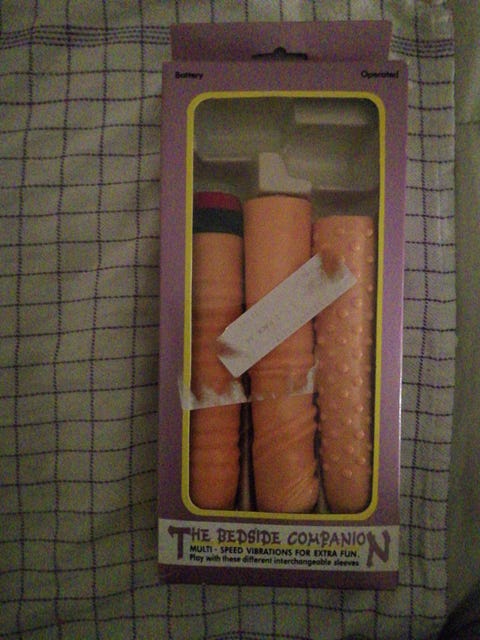 Battery
Operated
THE BEDSIDE COMPANION
MULTI - SPEED VIBRATIONS FOR EXTRA FUN.
Play with these different interchangeable sleeves